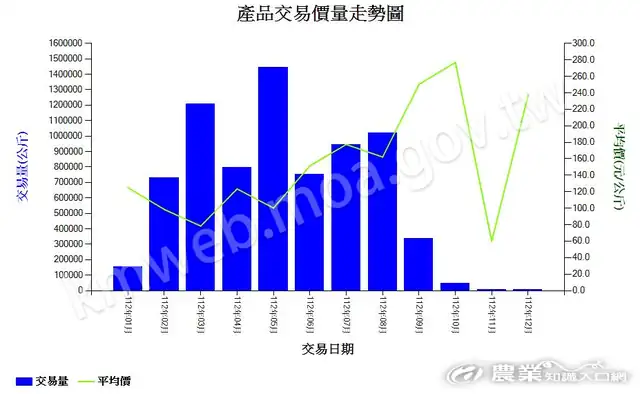 產品交易價量走勢圖
交易量(公斤)
1600000
1500000
1400000
1300000
1200000
1100000
1000000
900000
800000
700000
600000
500000
400000
300000
200000
100000
0
300.0
280.0
260.0
240.0
220.0
200.0
180.0
160.0
140.0
120.0
100.0
80.0
60.0
40.0
20.0
0.0
平均價(元/公斤)
112年01月
112年02月
112年03月
112年04月
112年05月
112年06月
112年07月
112年08月
112年09月
112年10月
112年11月
112年12月
交易日期
交易量
平均價
kmweb.moa.gov.tw
農業知識入口網